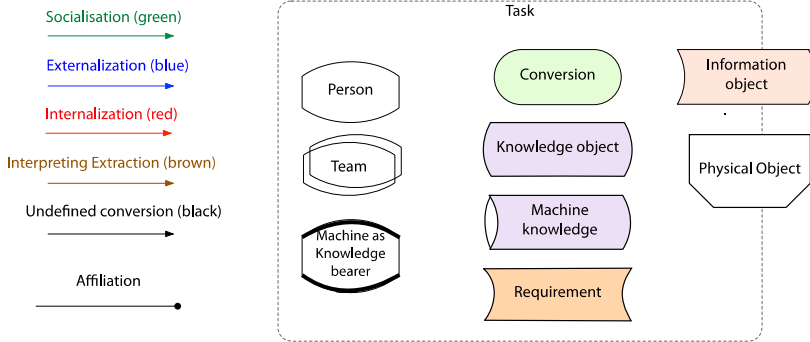 Socialisation (green)
Externalization (blue)
Internalization (red)
Interpreting Extraction (brown)
Undefined conversion (black)
Affiliation
Task
Person
Team
Machine as
Knowledge
bearer
Conversion
Knowledge object
Machine
knowledge
Requirement
Information
object
Physical Object